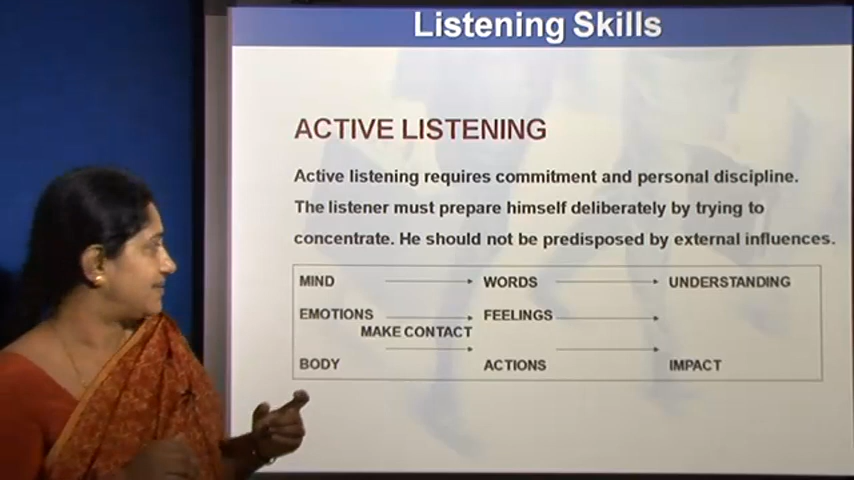 Listening Skills
ACTIVE LISTENING
Active listening requires commitment and personal discipline.
The listener must prepare himself deliberately by trying to
concentrate. He should not be predisposed by external influences.
MIND WORDS UNDERSTANDING
EMOTIONS FEELINGS
MAKE CONTACT
BODY ACTIONS IMPACT